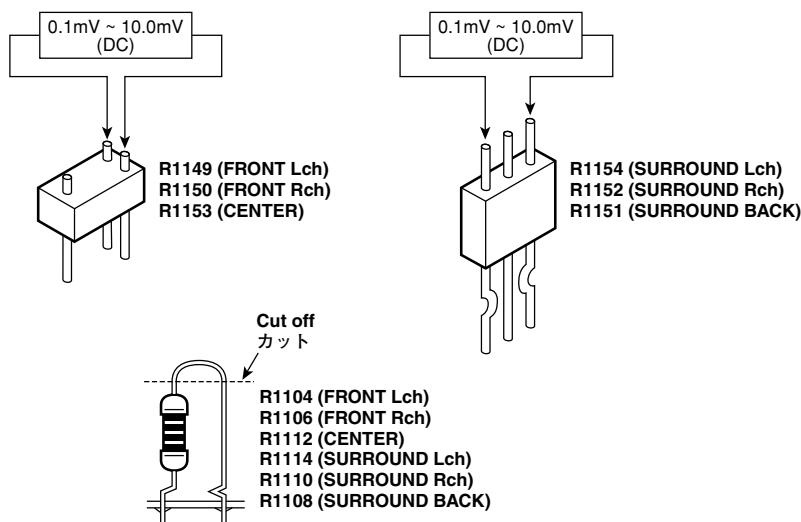 0.1mV ~ 10.0mV
(DC)
R1149 (FRONT Lch)
R1150 (FRONT Rch)
R1153 (CENTER)
0.1mV ~ 10.0mV
(DC)
R1154 (SURROUND Lch)
R1152 (SURROUND Rch)
R1151 (SURROUND BACK)
Cut off
カット
R1104 (FRONT Lch)
R1106 (FRONT Rch)
R1112 (CENTER)
R1114 (SURROUND Lch)
R1110 (SURROUND Rch)
R1108 (SURROUND BACK)